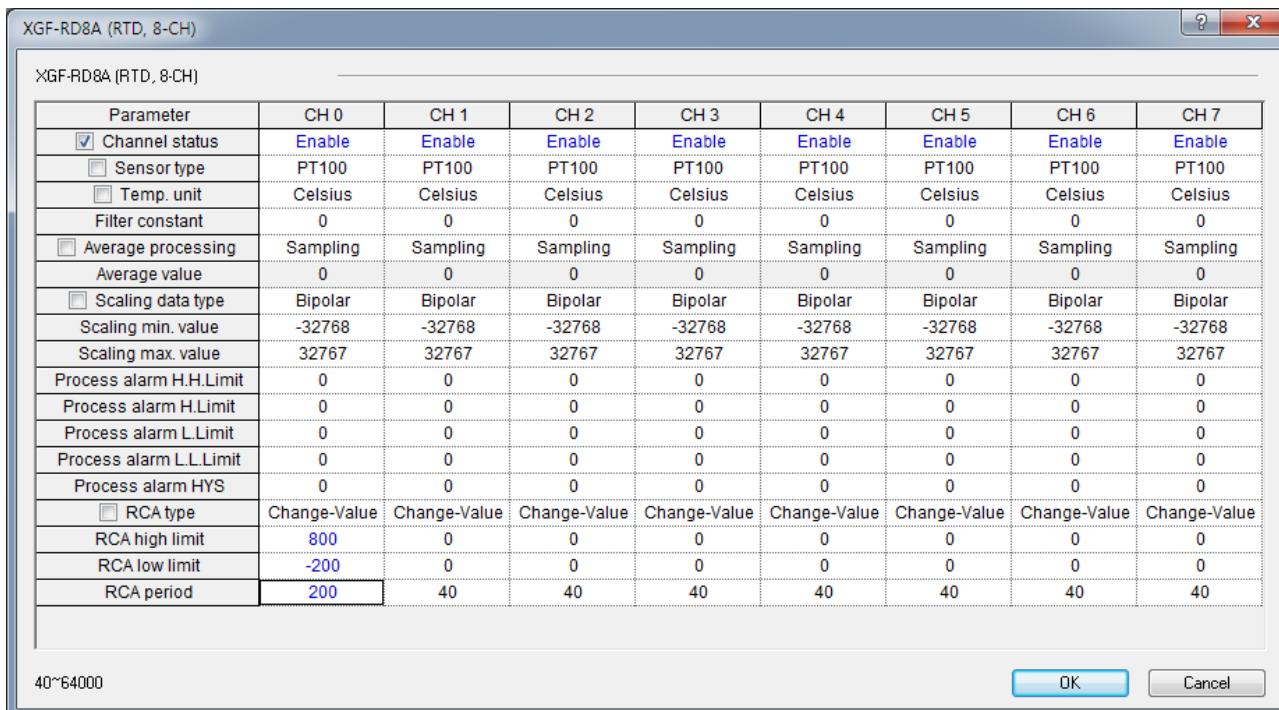 XGF-RD8A (RTD, 8-CH)
XGF-RD8A (RTD, 8-CH)
Parameter CH 0 CH 1 CH 2 CH 3 CH 4 CH 5 CH 6 CH 7
Channel status Enable Enable Enable Enable Enable Enable Enable Enable
Sensor type PT100 PT100 PT100 PT100 PT100 PT100 PT100 PT100
Temp. unit Celsius Celsius Celsius Celsius Celsius Celsius Celsius Celsius
Filter constant 0 0 0 0 0 0 0 0
Average processing Sampling Sampling Sampling Sampling Sampling Sampling Sampling Sampling
Average value 0 0 0 0 0 0 0 0
Scaling data type Bipolar Bipolar Bipolar Bipolar Bipolar Bipolar Bipolar Bipolar
Scaling min. value -32768 -32768 -32768 -32768 -32768 -32768 -32768 -32768
Scaling max. value 32767 32767 32767 32767 32767 32767 32767 32767
Process alarm H.H.Limit 0 0 0 0 0 0 0 0
Process alarm H.Limit 0 0 0 0 0 0 0 0
Process alarm L.Limit 0 0 0 0 0 0 0 0
Process alarm L.L.Limit 0 0 0 0 0 0 0 0
Process alarm HYS 0 0 0 0 0 0 0 0
RCA type Change-Value Change-Value Change-Value Change-Value Change-Value Change-Value Change-Value Change-Value
RCA high limit 800 0 0 0 0 0 0 0
RCA low limit -200 0 0 0 0 0 0 0
RCA period 200 40 40 40 40 40 40 40
40~64000 OK Cancel